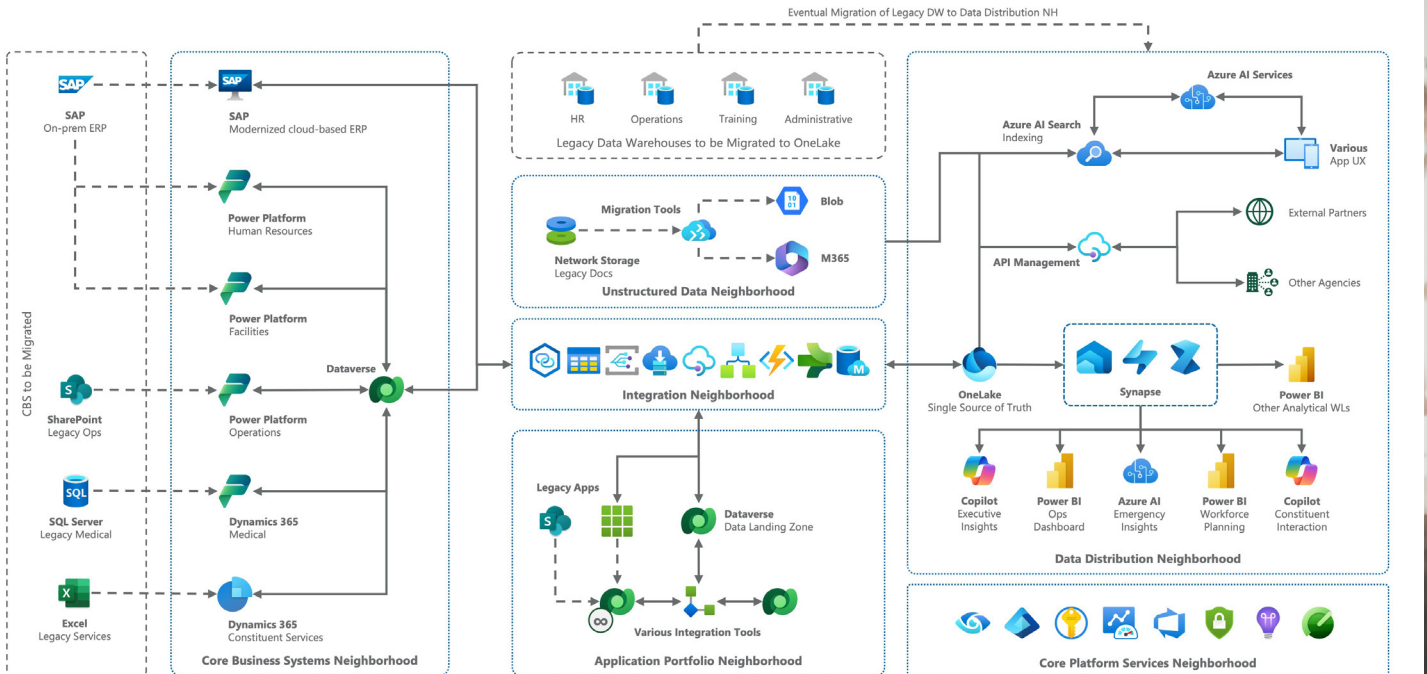 Eventual Migration of Legacy DW to Data Distribution NH
CBS to be Migrated
SAP
SAP
On-prem ERP
SharePoint
Legacy Ops
SQL
SQL Server
Legacy Medical
Excel
Legacy Services
SAP
SAP
Modernized cloud-based ERP
Power Platform
Human Resources
Power Platform
Facilities
Dataverse
Power Platform
Operations
Dynamics 365
Medical
Dynamics 365
Constituent Services
Core Business Systems Neighborhood
HR
Operations
Training
Administrative
Legacy Data Warehouses to be Migrated to OneLake
Migration Tools
10
01
Blob
Network Storage
Legacy Docs
M365
Unstructured Data Neighborhood
M
Integration Neighborhood
Legacy Apps
S
Dataverse
Data Landing Zone
Various Integration Tools
Application Portfolio Neighborhood
Azure AI Services
Azure AI Search
Indexing
Various
App UX
API Management
External Partners
Other Agencies
OneLake
Single Source of Truth
Synapse
Power BI
Other Analytical WLs
Copilot
Executive
Insights
Power BI
Ops
Dashboard
Azure AI
Emergency
Insights
Power BI
Workforce
Planning
Copilot
Constituent
Interaction
Data Distribution Neighborhood
Core Platform Services Neighborhood